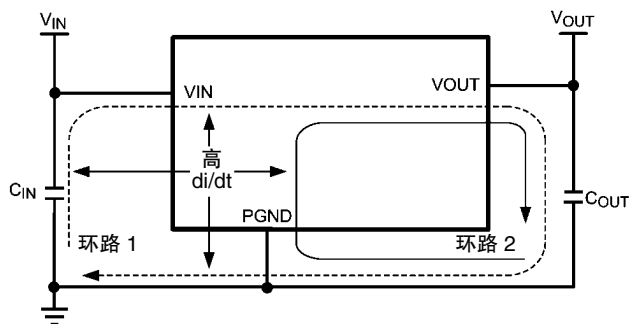 VIN
VOUT
VIN
VOUT
高
di/dt
CIN
COUT
PGND
环路 1
环路 2